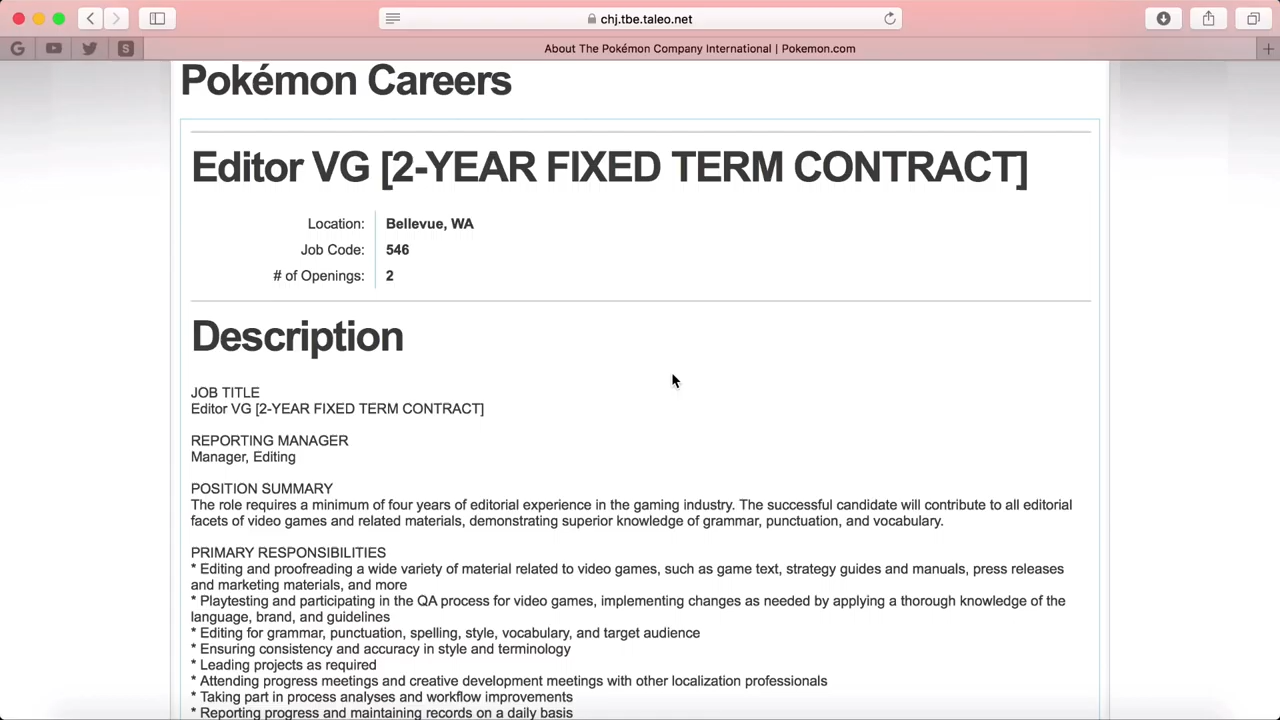 chj.tbe.taleo.net
About The Pokémon Company International | Pokemon.com
Pokémon Careers
Editor VG [2-YEAR FIXED TERM CONTRACT]
Location: Bellevue, WA
Job Code: 546
# of Openings: 2
Description
JOB TITLE
Editor VG [2-YEAR FIXED TERM CONTRACT]
REPORTING MANAGER
Manager, Editing
POSITION SUMMARY
The role requires a minimum of four years of editorial experience in the gaming industry. The successful candidate will contribute to all editorial
facets of video games and related materials, demonstrating superior knowledge of grammar, punctuation, and vocabulary.
PRIMARY RESPONSIBILITIES
* Editing and proofreading a wide variety of material related to video games, such as game text, strategy guides and manuals, press releases
and marketing materials, and more
* Playtesting and participating in the QA process for video games, implementing changes as needed by applying a thorough knowledge of the
language, brand, and guidelines
* Editing for grammar, punctuation, spelling, style, vocabulary, and target audience
* Ensuring consistency and accuracy in style and terminology
* Leading projects as required
* Attending progress meetings and creative development meetings with other localization professionals
* Taking part in process analyses and workflow improvements
* Reporting progress and maintaining records on a daily basis